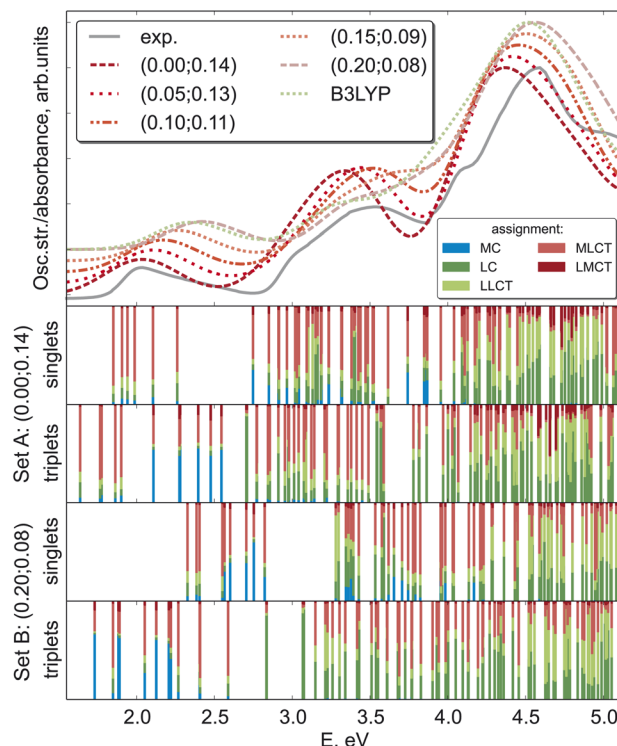 exp.
(0.00;0.14)
(0.05;0.13)
(0.10;0.11)
(0.15;0.09)
(0.20;0.08)
B3LYP
Osc.str./absorbance, arb.units
assignment:
MC
LC
LLCT
MLCT
LMCT
Set A: (0.00;0.14)
singlets
triplets
Set B: (0.20;0.08)
singlets
triplets
2.0 2.5 3.0 3.5 4.0 4.5 5.0
E, eV